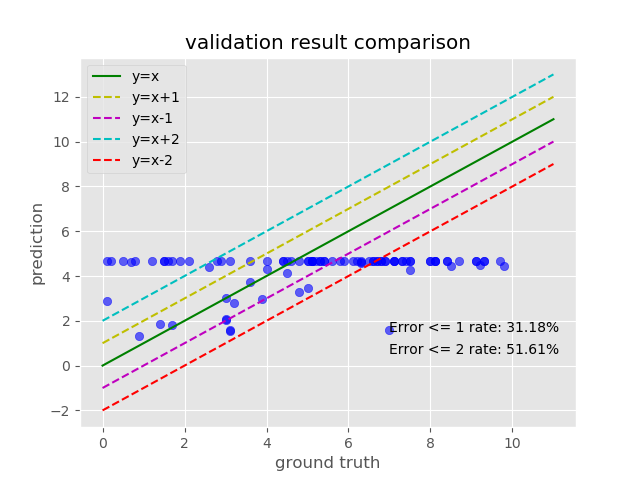 validation result comparison
y=x
y=x+1
y=x-1
y=x+2
y=x-2
12
10
8
6
4
2
0
−2
prediction
Error <= 1 rate: 31.18%
Error <= 2 rate: 51.61%
0 2 4 6 8 10
ground truth